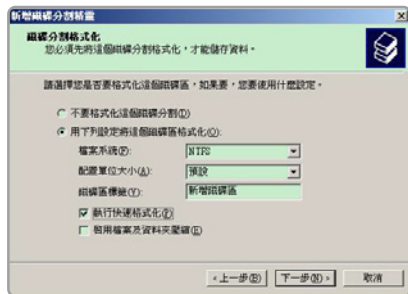 新增磁碟分割精靈
磁碟分割格式化
您必須先將這個磁碟分割格式化，才能儲存資料。
請選擇您是否要格式化這個磁碟區，如果要，您要使用什麼設定。
不要格式化這個磁碟分割(D)
用下列設定將這個磁碟區格式化(O):
檔案系統(F): NTFS
配置單位大小(A): 預設
磁碟區標籤(V): 新增磁碟區
執行快速格式化(P)
啟用檔案及資料夾壓縮(E)
<上一步(B) 下一步(N)> 取消